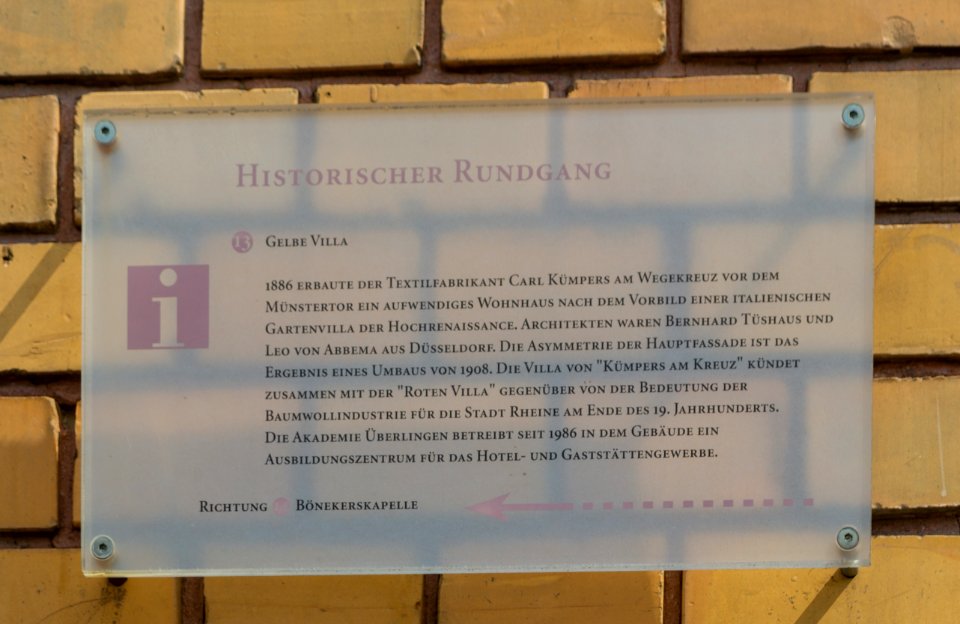 Historischer Rundgang
13 Gelbe Villa
i
1886 erbaute der Textilfabrikant Carl Kümpers am Wegekreuz vor dem
Münstertor ein aufwendiges Wohnhaus nach dem Vorbild einer italienischen
Gartenvilla der Hochrenaissance. Architekten waren Bernhard Tüshaus und
Leo von Abbema aus Düsseldorf. Die Asymmetrie der Hauptfassade ist das
Ergebnis eines Umbaus von 1908. Die Villa von "Kümpers am Kreuz" kündet
zusammen mit der "Roten Villa" gegenüber von der Bedeutung der
Baumwollindustrie für die Stadt Rheine am Ende des 19. Jahrhunderts.
Die Akademie Überlingen betreibt seit 1986 in dem Gebäude ein
Ausbildungszentrum für das Hotel- und Gaststättengewerbe.
Richtung Bönekerskapelle